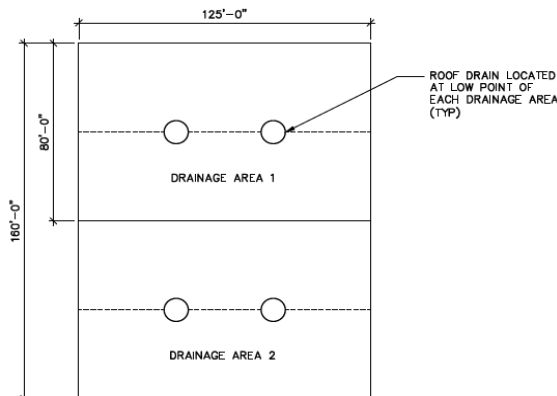 125'-0"
ROOF DRAIN LOCATED
AT LOW POINT OF
EACH DRAINAGE AREA
(TYP)
80'-0"
DRAINAGE AREA 1
160'-0"
DRAINAGE AREA 2